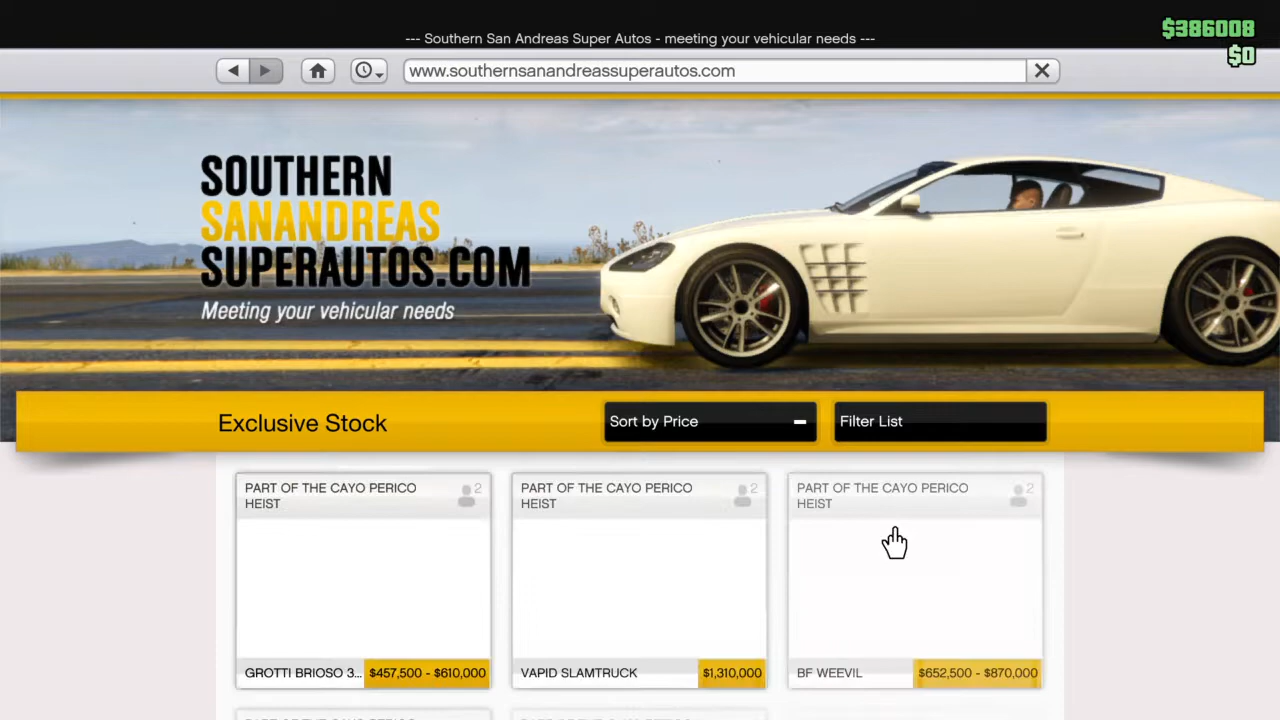 --- Southern San Andreas Super Autos - meeting your vehicular needs ---
$386008
$0
www.southernsanandreassuperautos.com
SOUTHERN
SANANDREAS
SUPERAUTOS.COM
Meeting your vehicular needs
Exclusive Stock
Sort by Price
Filter List
PART OF THE CAYO PERICO
HEIST
2
GROTTI BRIOSO 3... $457,500 - $610,000
PART OF THE CAYO PERICO
HEIST
2
VAPID SLAMTRUCK $1,310,000
PART OF THE CAYO PERICO
HEIST
2
BF WEEVIL $652,500 - $870,000